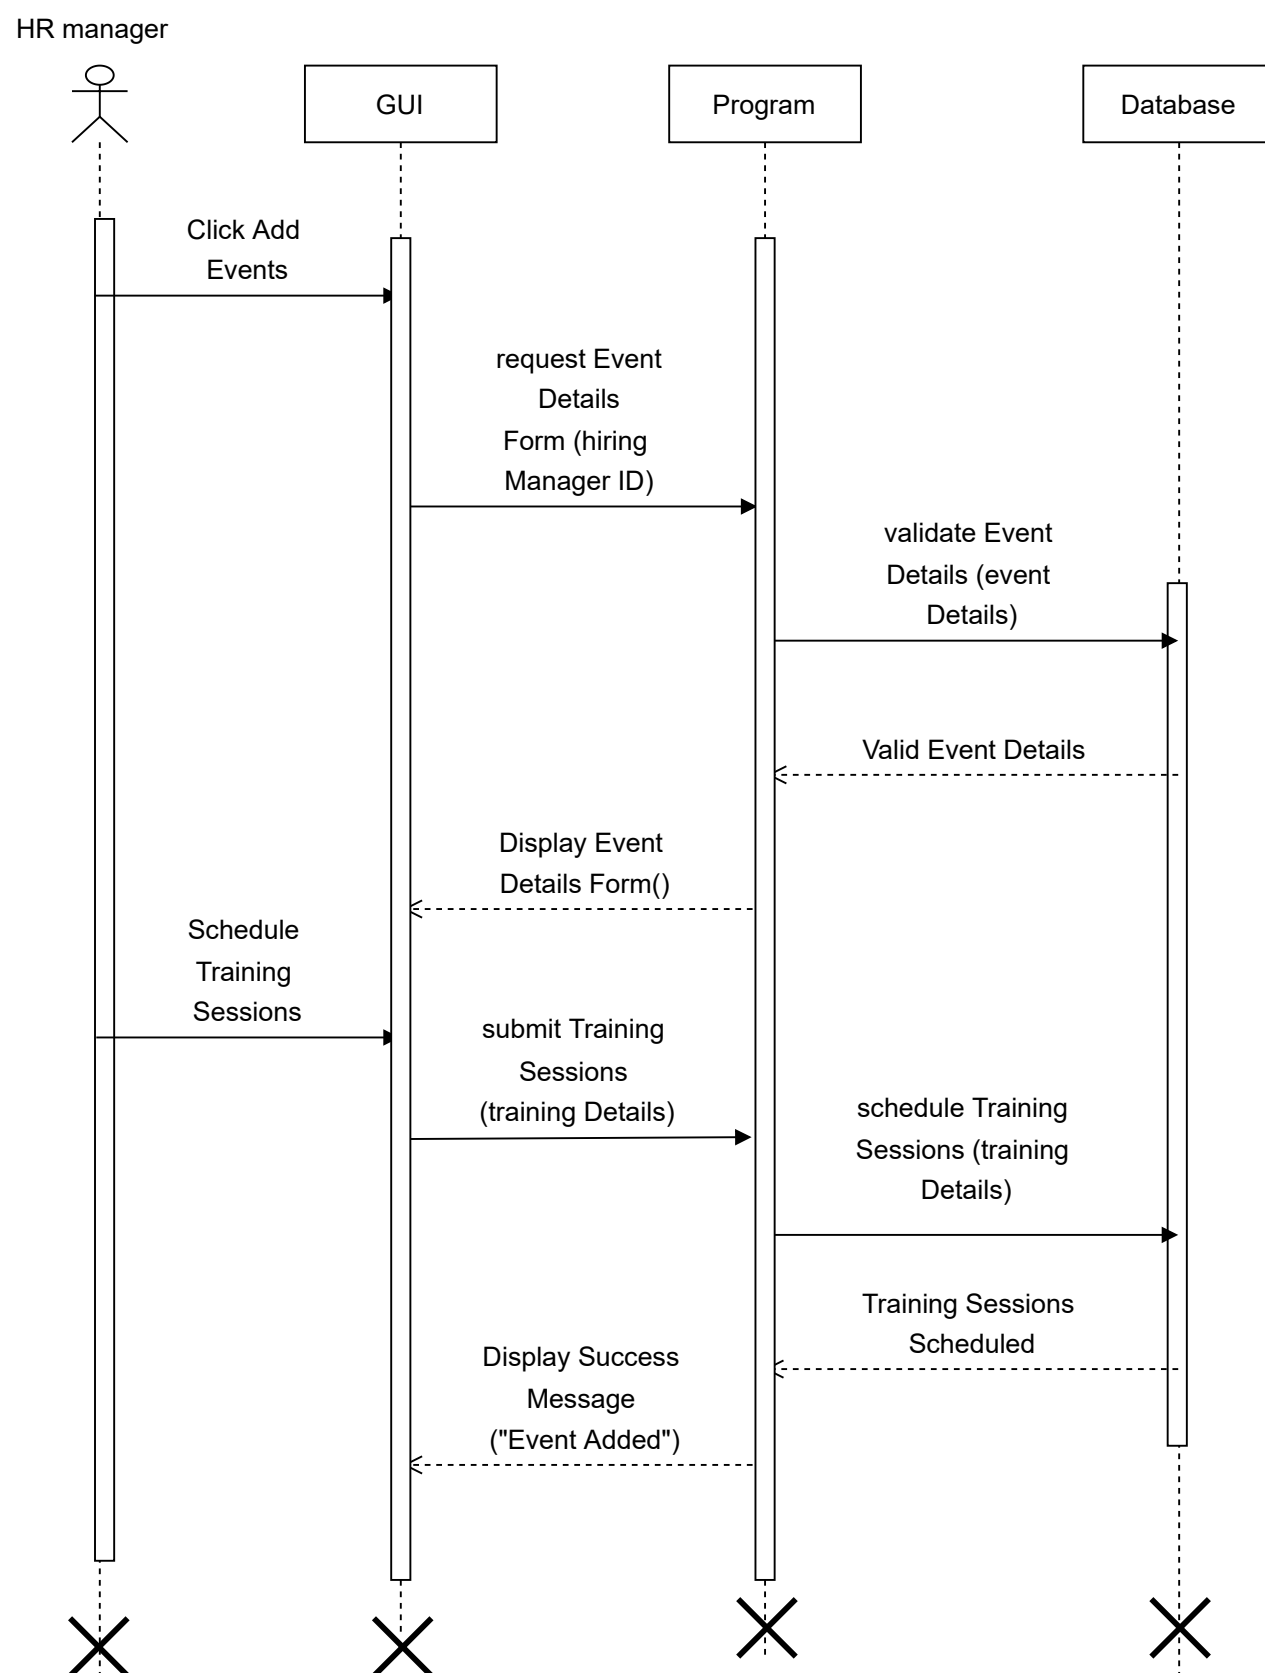 HR manager
GUI
Program
Database
Click Add
Events
request Event
Details
Form (hiring
Manager ID)
validate Event
Details (event
Details)
Valid Event Details
Display Event
Details Form()
Schedule
Training
Sessions
submit Training
Sessions
(training Details)
schedule Training
Sessions (training
Details)
Training Sessions
Scheduled
Display Success
Message
("Event Added")